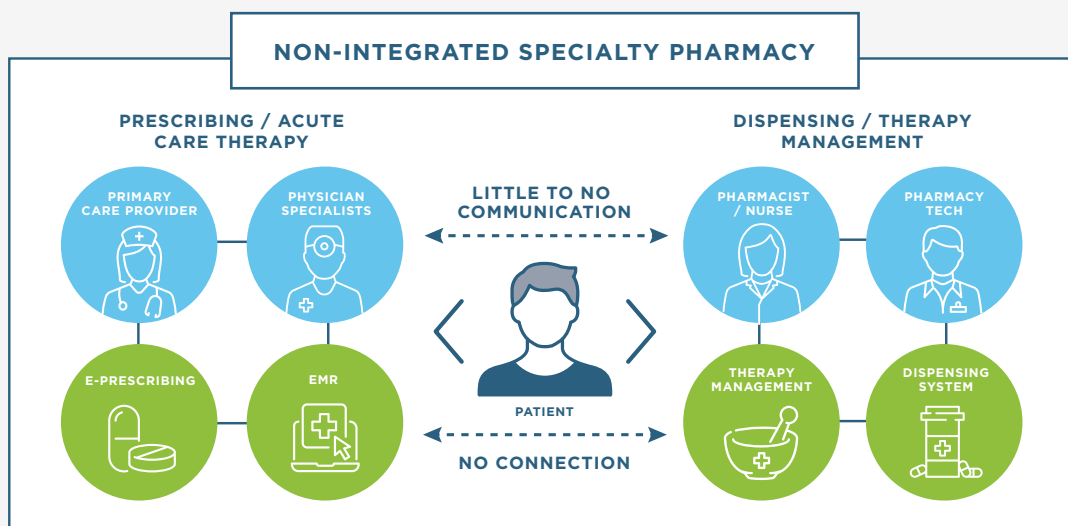 NON-INTEGRATED SPECIALTY PHARMACY
PRESCRIBING / ACUTE
CARE THERAPY
PRIMARY
CARE PROVIDER
PHYSICIAN
SPECIALISTS
E-PRESCRIBING
EMR
LITTLE TO NO
COMMUNICATION
PATIENT
NO CONNECTION
DISPENSING / THERAPY
MANAGEMENT
PHARMACIST
/ NURSE
PHARMACY
TECH
THERAPY
MANAGEMENT
DISPENSING
SYSTEM